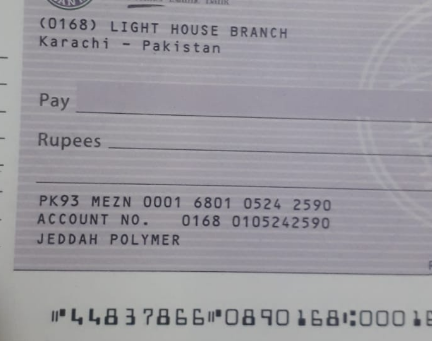 (0168) LIGHT HOUSE BRANCH
Karachi - Pakistan
Pay
Rupees
PK93 MEZN 0001 6801 0524 2590
ACCOUNT NO. 0168 0105242590
JEDDAH POLYMER
⑈44837866⑈0890168⑆00016